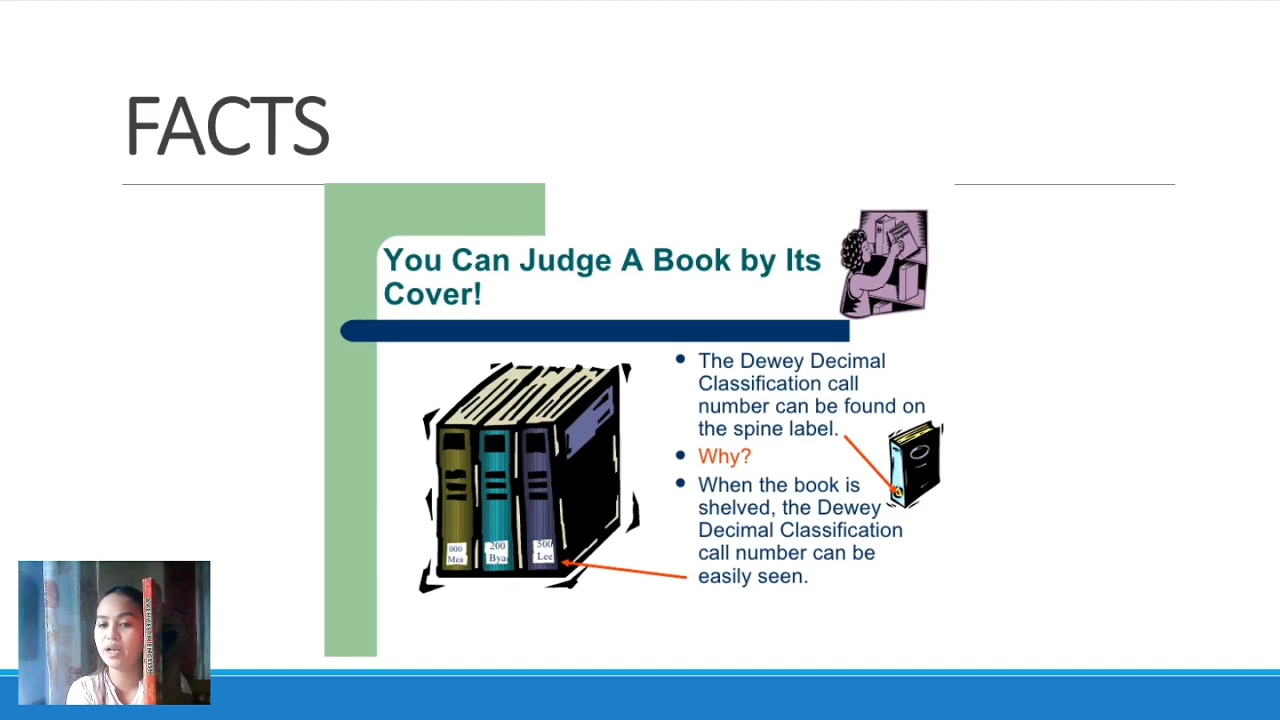 FACTS
You Can Judge A Book by Its
Cover!
The Dewey Decimal
Classification call
number can be found on
the spine label.
Why?
When the book is
shelved, the Dewey
Decimal Classification
call number can be
easily seen.
000
Mea
200
Bya
500
Lee